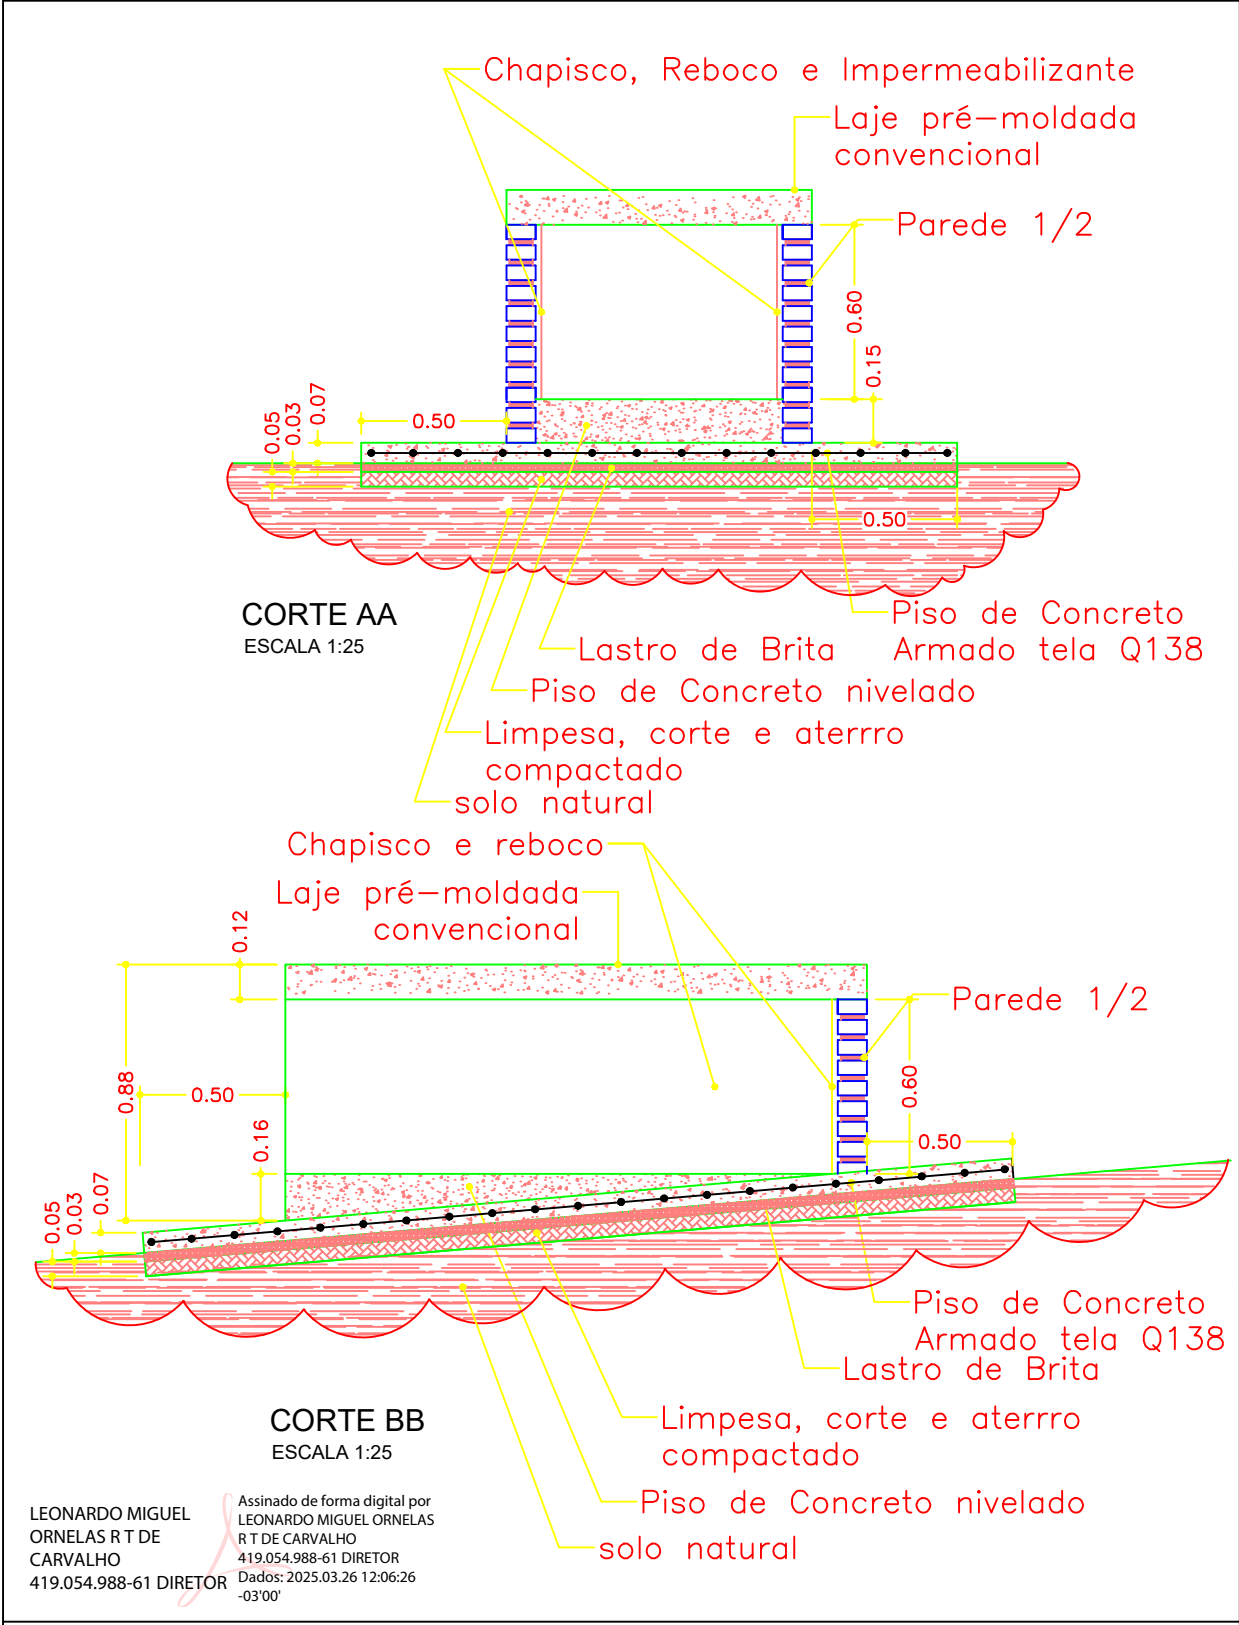 Chapisco, Reboco e Impermeabilizante
Laje pré-moldada
convencional
Parede 1/2
0.60
0.15
0.07
0.03
0.05
0.50
0.50
CORTE AA
ESCALA 1:25
Piso de Concreto
Armado tela Q138
Lastro de Brita
Piso de Concreto nivelado
Limpesa, corte e aterrro
compactado
solo natural
Chapisco e reboco
Laje pré-moldada
convencional
0.12
Parede 1/2
0.88
0.50
0.60
0.16
0.50
0.07
0.03
0.05
Piso de Concreto
Armado tela Q138
Lastro de Brita
CORTE BB
ESCALA 1:25
Limpesa, corte e aterrro
compactado
Piso de Concreto nivelado
solo natural
LEONARDO MIGUEL
ORNELAS R T DE
CARVALHO
419.054.988-61 DIRETOR
Assinado de forma digital por
LEONARDO MIGUEL ORNELAS
R T DE CARVALHO
419.054.988-61 DIRETOR
Dados: 2025.03.26 12:06:26
-03'00'